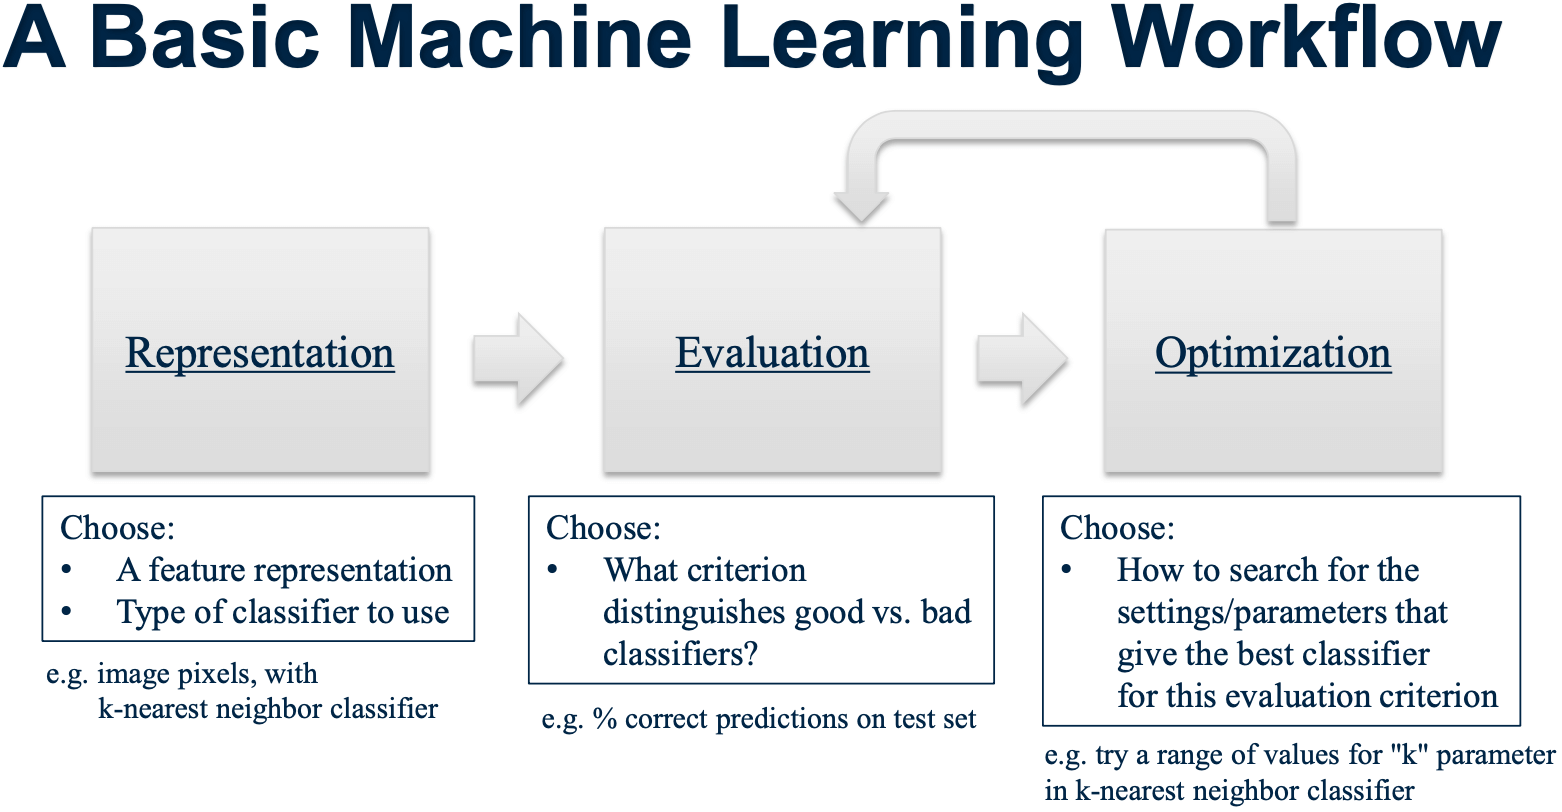 A Basic Machine Learning Workflow
Representation
Evaluation
Optimization
Choose:
• A feature representation
• Type of classifier to use
e.g. image pixels, with
k-nearest neighbor classifier
Choose:
• What criterion
distinguishes good vs. bad
classifiers?
e.g. % correct predictions on test set
Choose:
• How to search for the
settings/parameters that
give the best classifier
for this evaluation criterion
e.g. try a range of values for "k" parameter
in k-nearest neighbor classifier